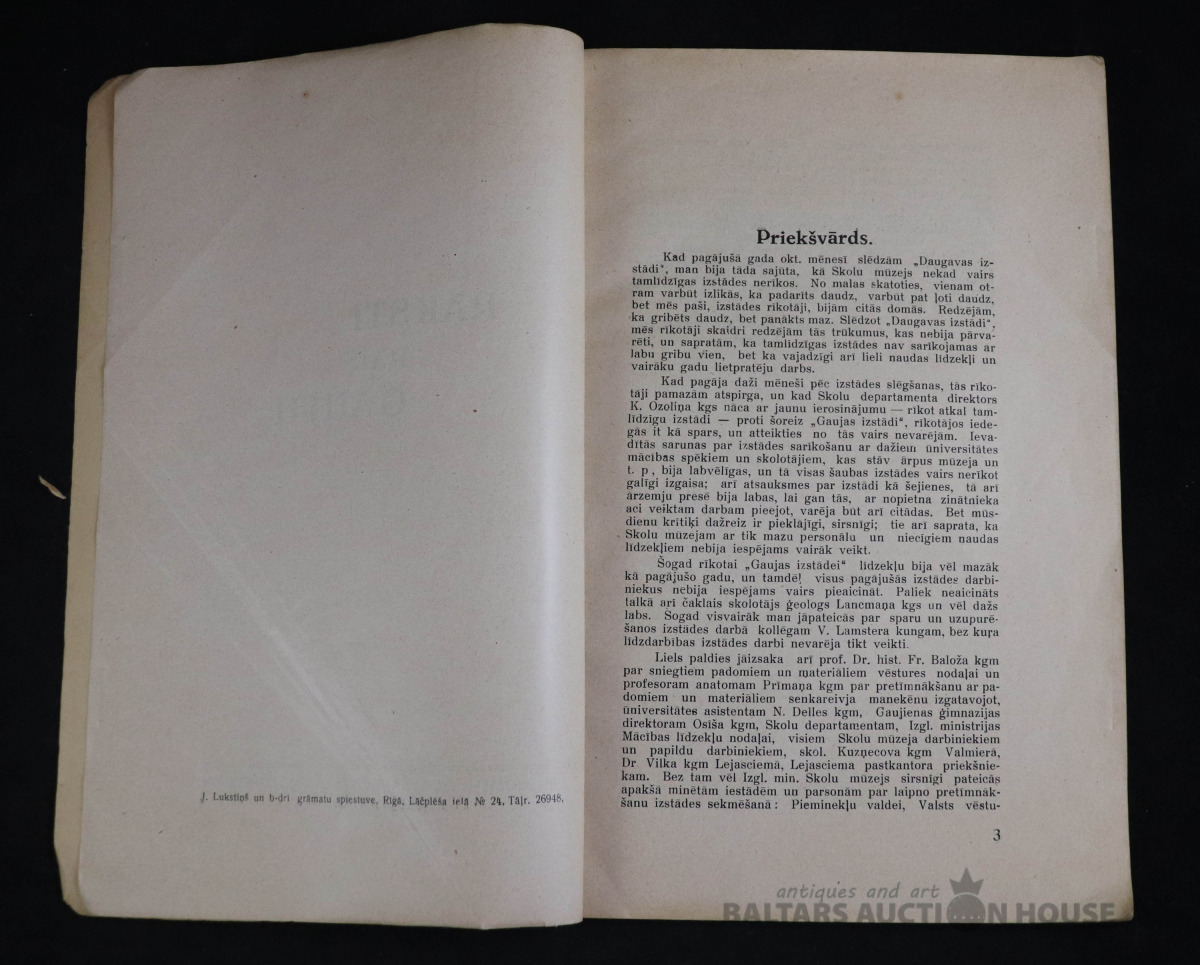 J. Lukstiņš un b-dri grāmatu spiestuve, Rīgā, Lāčplēša ielā № 24, Tāļr. 26948.
Priekšvārds.
Kad pagājušā gada okt. mēnesī slēdzām „Daugavas iz-
stādi“, man bija tāda sajūta, kā Skolu mūzejs nekad vairs
tamlīdzīgas izstādes nerīkos. No malas skatoties, vienam ot-
ram varbūt izlikās, ka padarīts daudz, varbūt pat ļoti daudz,
bet mēs paši, izstādes rīkotāji, bijām citās domās. Redzējām,
ka gribēts daudz, bet panākts maz. Slēdzot „Daugavas izstādi“,
mēs rīkotāji skaidri redzējām tās trūkumus, kas nebija pārva-
rēti, un sapratām, ka tamlīdzīgas izstādes nav sarīkojamas ar
labu gribu vien, bet ka vajadzīgi arī lieli naudas līdzekļi un
vairāku gadu lietpratēju darbs.
Kad pagāja daži mēneši pēc izstādes slēgšanas, tās rīko-
tāji pamazām atspirga, un kad Skolu departamenta direktors
K. Ozoliņa kgs nāca ar jaunu ierosinājumu — rīkot atkal tam-
līdzīgu izstādi — proti šoreiz „Gaujas izstādi“, rīkotājos iede-
gās it kā spars, un atteikties no tās vairs nevarējām. Ieva-
dītās sarunas par izstādes sarīkošanu ar dažiem ūniversitātes
mācības spēkiem un skolotājiem, kas stāv ārpus mūzeja un
t. p, bija labvēlīgas, un tā visas šaubas izstādes vairs nerīkot
galīgi izgaisa; arī atsauksmes par izstādi kā šejienes, tā arī
ārzemju presē bija labas, lai gan tās, ar nopietna zinātnieka
aci veiktam darbam pieejot, varēja būt arī citādas. Bet mūs-
dienu krītiķi dažreiz ir pieklājīgi, sirsnīgi; tie arī saprata, ka
Skolu mūzejam ar tik mazu personālu un niecīgiem naudas
līdzekļiem nebija iespējams vairāk veikt.
Šogad rīkotai „Gaujas izstādei“ līdzekļu bija vēl mazāk
kā pagājušo gadu, un tamdēļ visus pagājušās izstādes darbi-
niekus nebija iespējams vairs pieaicināt. Paliek neaicināts
talkā arī čaklais skolotājs ģeologs Lancmaņa kgs un vēl dažs
labs. Šogad visvairāk man jāpateicās par sparu un uzupurē-
šanos izstādes darbā kollēgam V. Lamstera kungam, bez kuŗa
līdzdarbības izstādes darbi nevarēja tikt veikti.
Liels paldies jāizsaka arī prof. Dr. hist. Fr. Baloža kgm
par sniegtiem padomiem un materiāliem vēstures nodaļai un
profesoram anatomam Prīmaņa kgm par pretīmnākšanu ar pa-
domiem un materiāliem senkareivja manekēnu izgatavojot,
ūniversitātes asistentam N. Delles kgm, Gaujienas ģimnazijas
direktoram Osīša kgm, Skolu departamentam, Izgl. ministrijas
Mācības līdzekļu nodaļai, visiem Skolu mūzeja darbiniekiem
un papildu darbiniekiem, skol. Kuzņecova kgm Valmierā,
Dr Vilka kgm Lejasciemā, Lejasciema pastkantora priekšnie-
kam. Bez tam vēl Izgl. min. Skolu mūzejs sirsnīgi pateicās
apakšā minētām iestādēm un parsonām par laipno pretīmnāk-
šanu izstādes sekmēšanā: Pieminekļu valdei, Valsts vēstu-
3
antiques and art
BALTARS AUCTION HOUSE